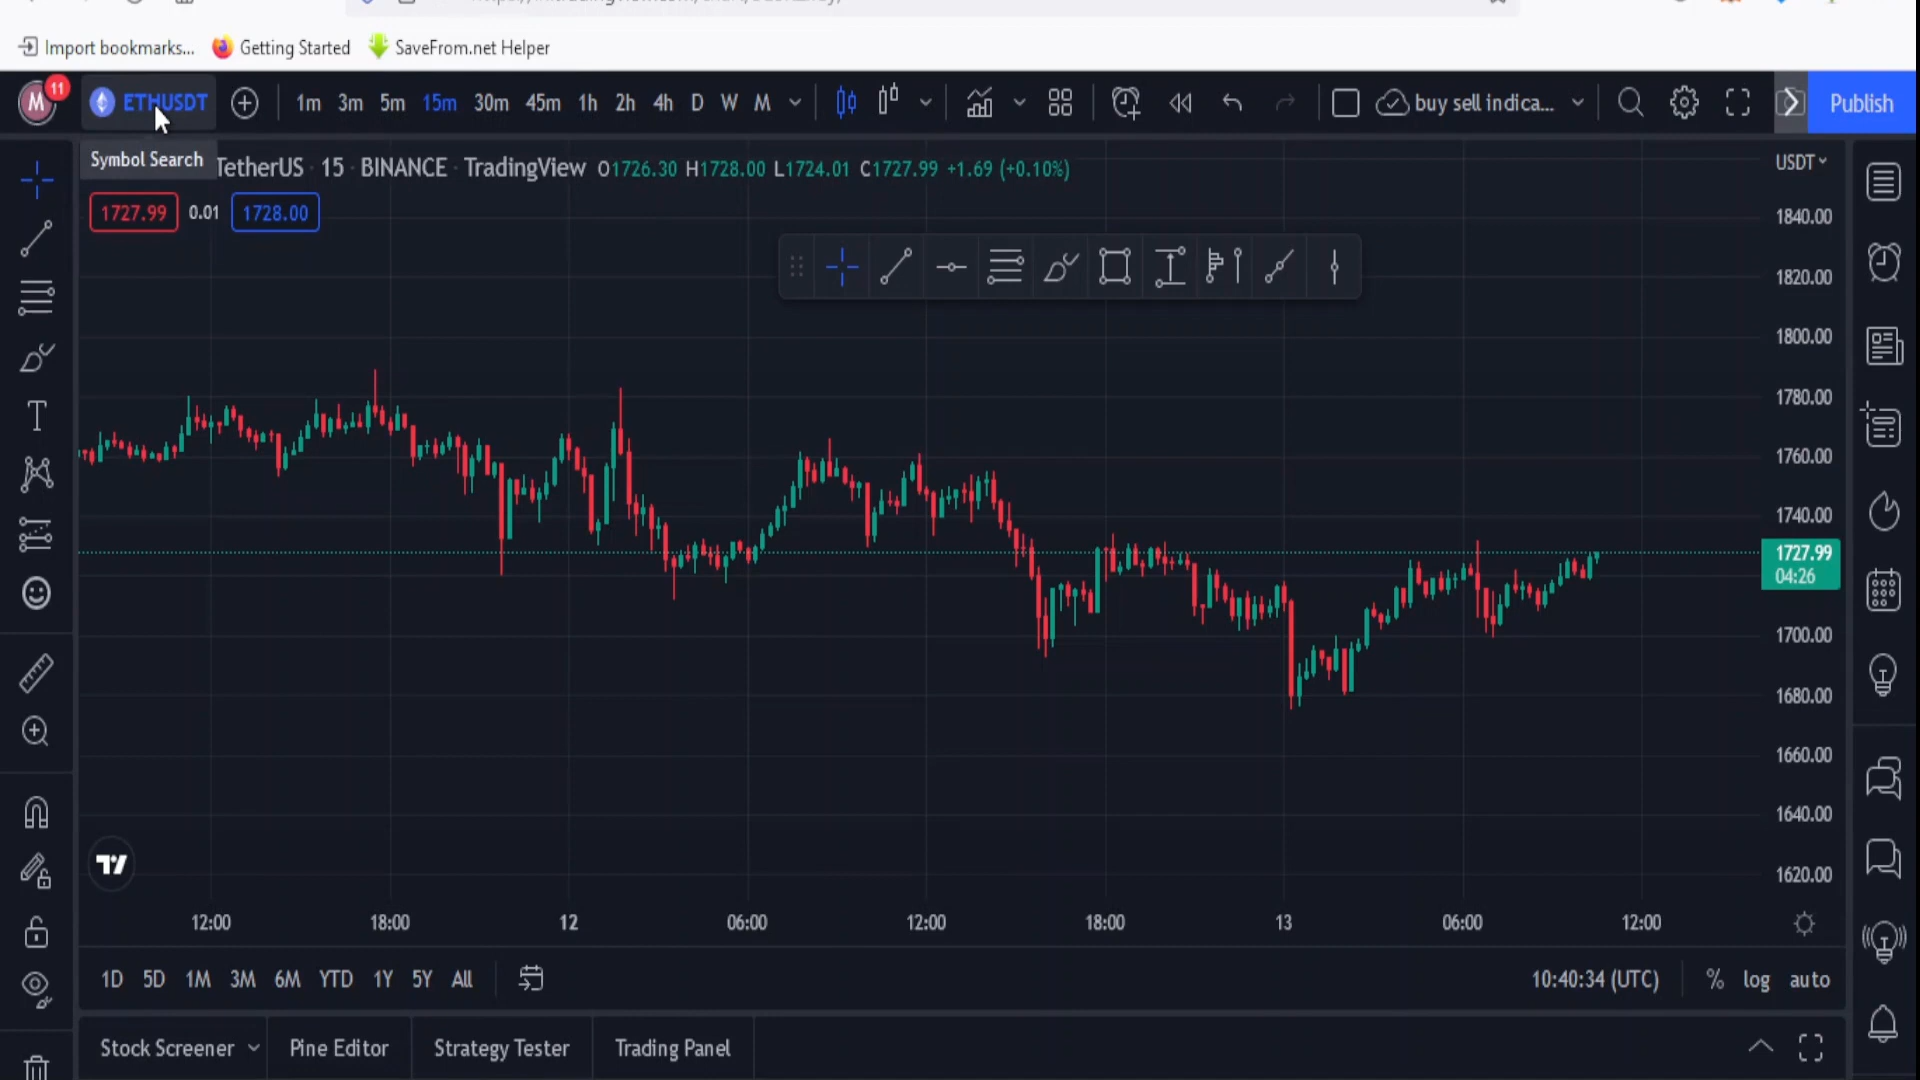 Import bookmarks... Getting Started SaveFrom.net Helper
M 11 ETHUSDT 1m 3m 5m 15m 30m 45m 1h 2h 4h D W M buy sell indica... Publish
Symbol Search TetherUS · 15 · BINANCE · TradingView O1726.30 H1728.00 L1724.01 C1727.99 +1.69 (+0.10%) USDT
1727.99 0.01 1728.00
1840.00
1820.00
1800.00
1780.00
1760.00
1740.00
1727.99
04:26
1700.00
1680.00
1660.00
1640.00
1620.00
12:00 18:00 12 06:00 12:00 18:00 13 06:00 12:00
1D 5D 1M 3M 6M YTD 1Y 5Y All 10:40:34 (UTC) % log auto
Stock Screener Pine Editor Strategy Tester Trading Panel